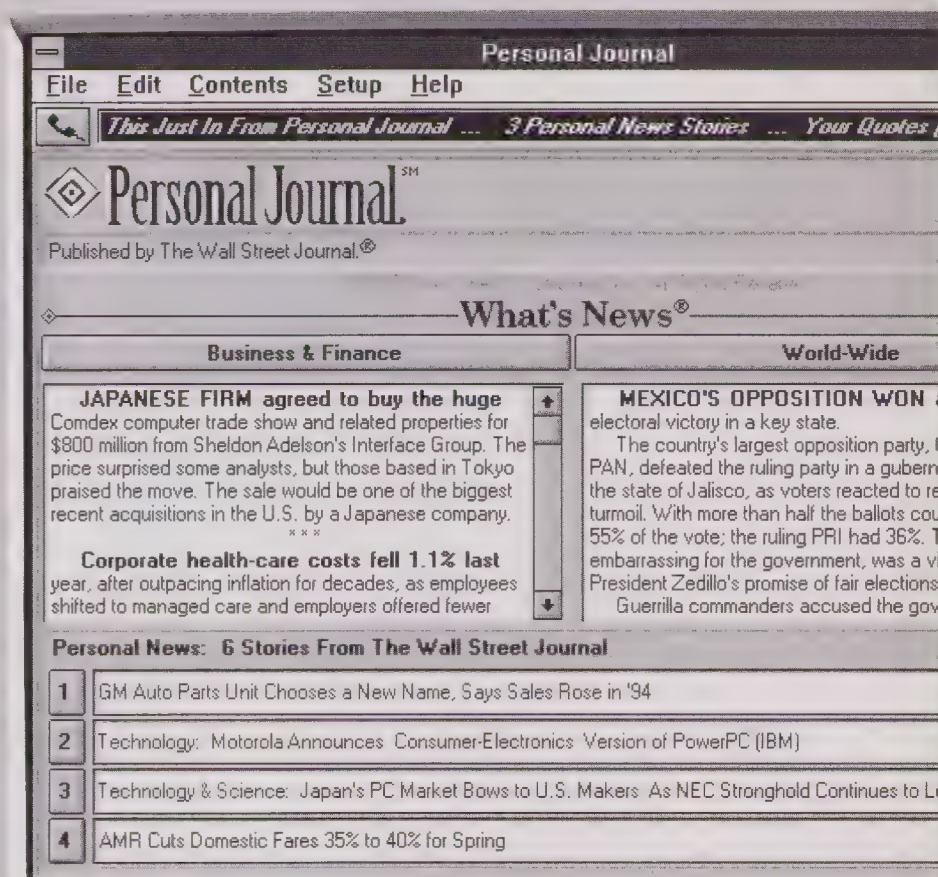 Personal Journal
File Edit Contents Setup Help
This Just In From Personal Journal ... 3 Personal News Stories ... Your Quotes
Personal Journal.℠
Published by The Wall Street Journal.®
What's News®
Business & Finance
JAPANESE FIRM agreed to buy the huge
Comdex computer trade show and related properties for
$800 million from Sheldon Adelson's Interface Group. The
price surprised some analysts, but those based in Tokyo
praised the move. The sale would be one of the biggest
recent acquisitions in the U.S. by a Japanese company.
* * *
Corporate health-care costs fell 1.1% last
year, after outpacing inflation for decades, as employees
shifted to managed care and employers offered fewer
World-Wide
MEXICO'S OPPOSITION WON
electoral victory in a key state.
The country's largest opposition party,
PAN, defeated the ruling party in a gubern
the state of Jalisco, as voters reacted to re
turmoil. With more than half the ballots cou
55% of the vote; the ruling PRI had 36%. T
embarrassing for the government, was a vi
President Zedillo's promise of fair elections
Guerrilla commanders accused the gov
Personal News: 6 Stories From The Wall Street Journal
1 GM Auto Parts Unit Chooses a New Name, Says Sales Rose in '94
2 Technology: Motorola Announces Consumer-Electronics Version of PowerPC (IBM)
3 Technology & Science: Japan's PC Market Bows to U.S. Makers As NEC Stronghold Continues to L
4 AMR Cuts Domestic Fares 35% to 40% for Spring